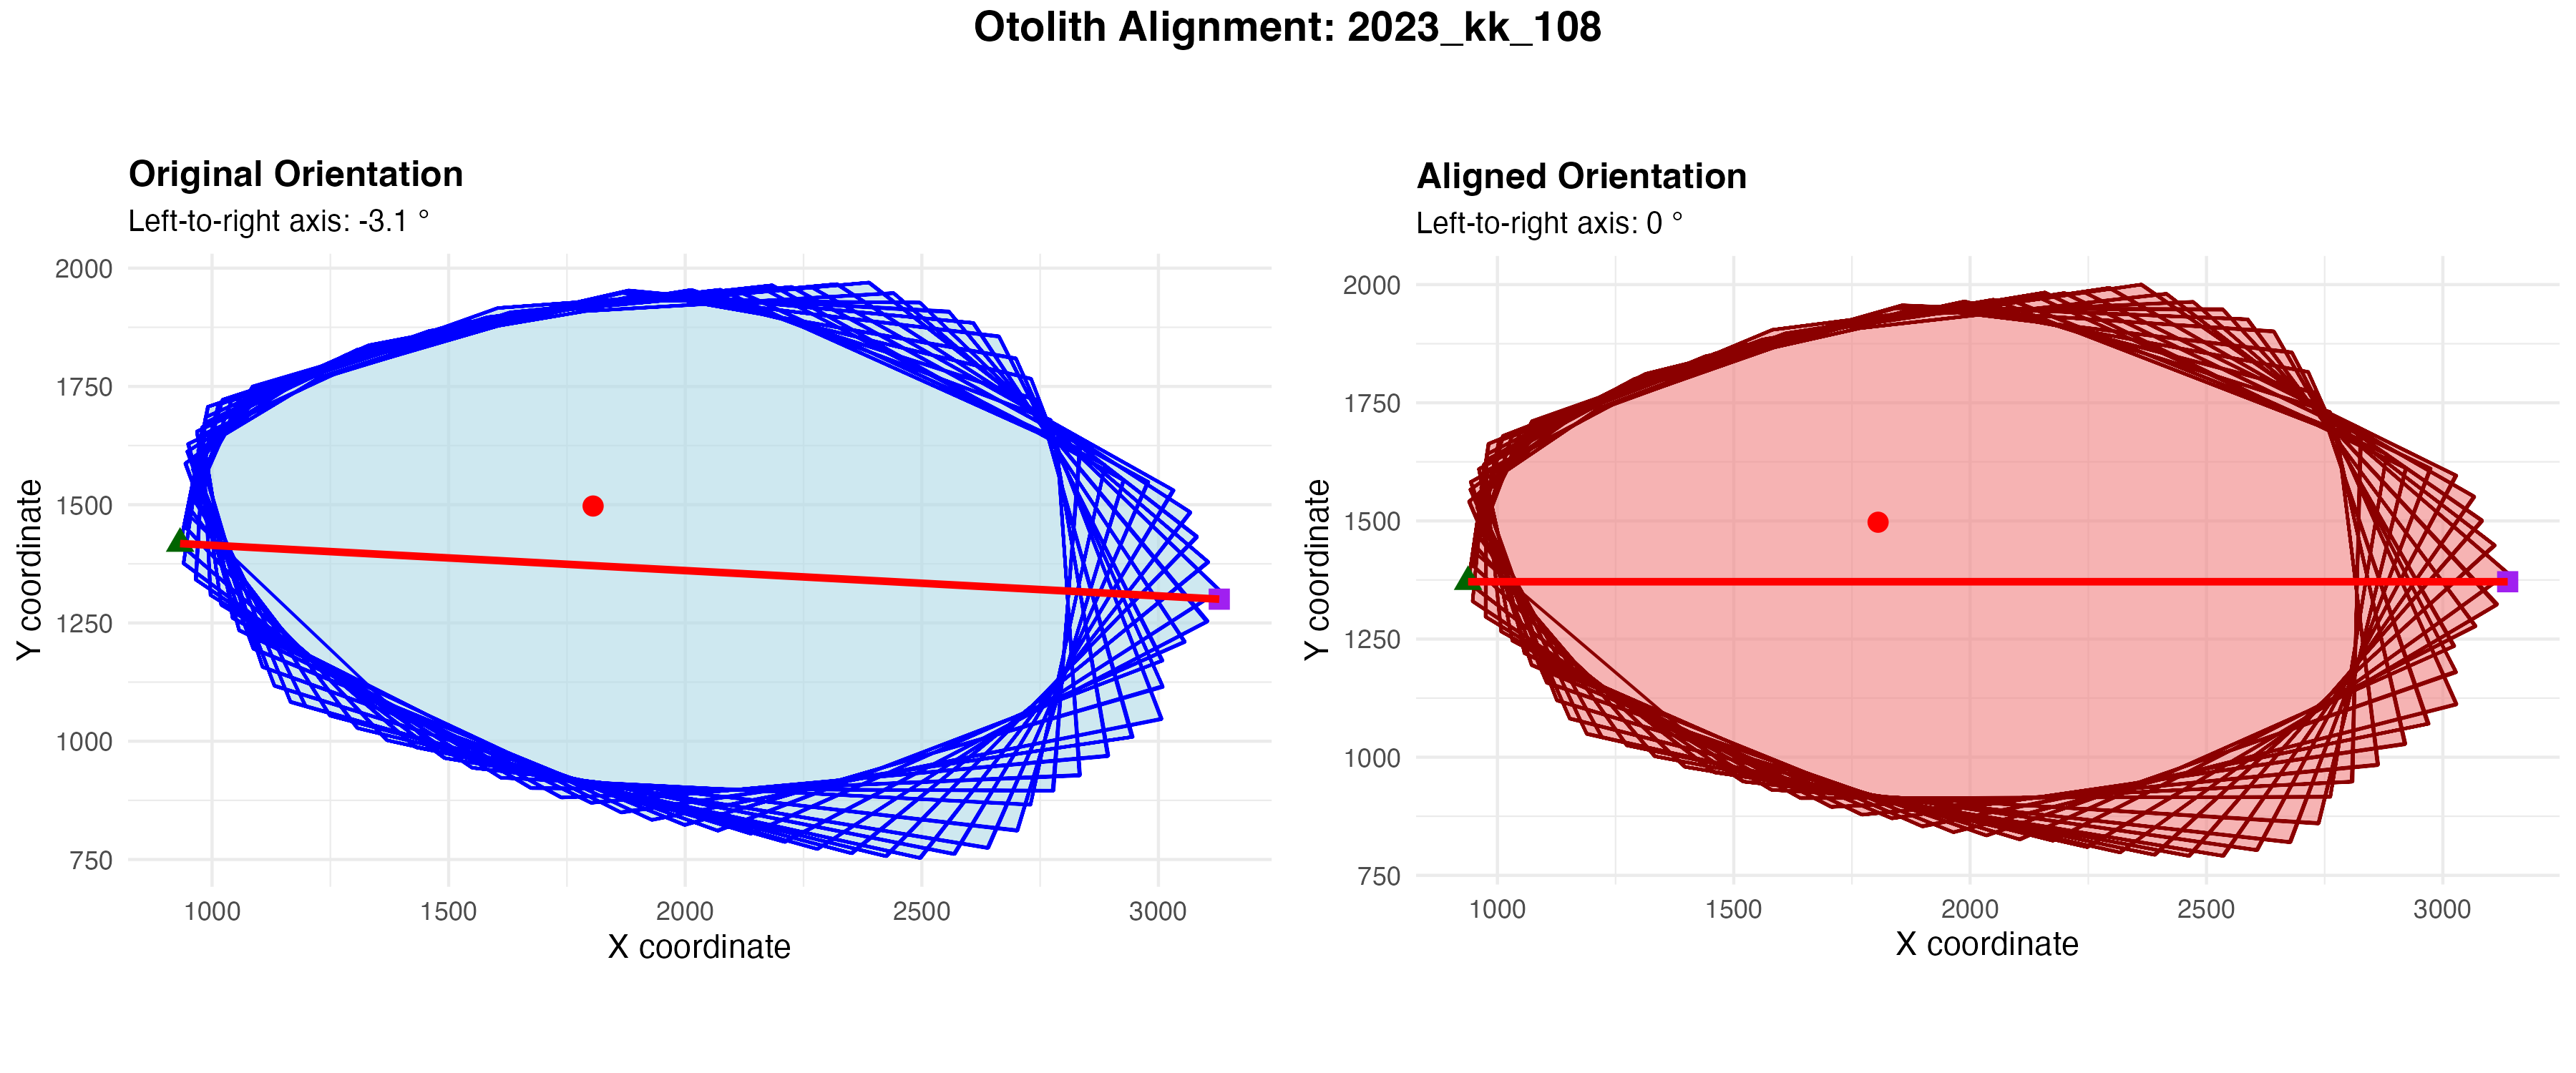 Otolith Alignment: 2023_kk_108
Original Orientation
Left-to-right axis: -3.1 °
2000
1750
1500
1250
1000
750
Y coordinate
1000 1500 2000 2500 3000
X coordinate
Aligned Orientation
Left-to-right axis: 0 °
2000
1750
1500
1250
1000
750
Y coordinate
1000 1500 2000 2500 3000
X coordinate